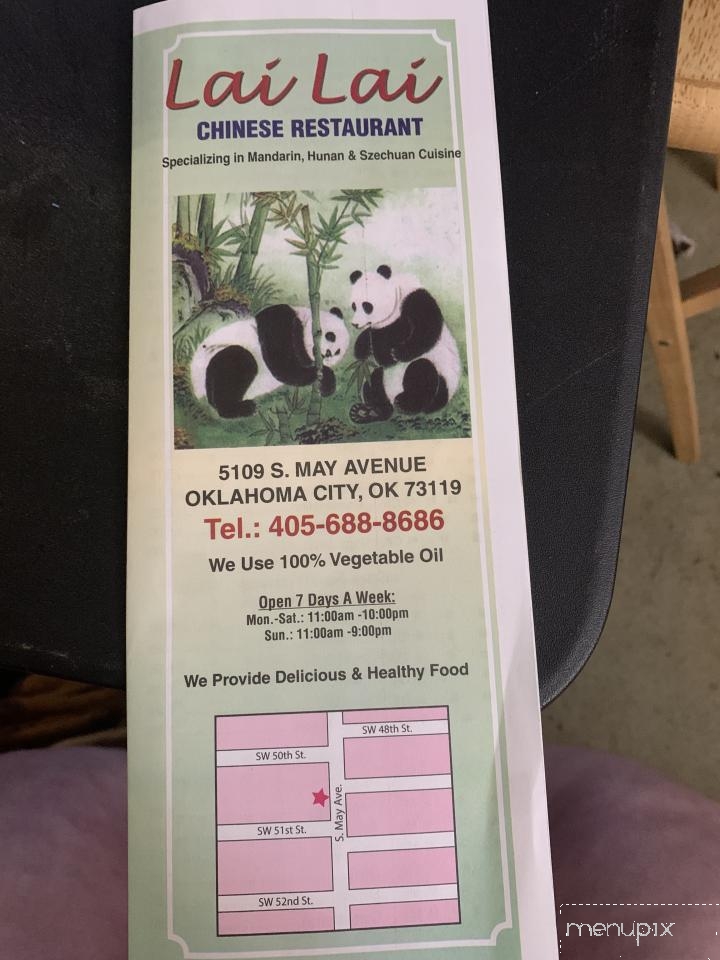 Lai Lai
CHINESE RESTAURANT
Specializing in Mandarin, Hunan & Szechuan Cuisine
5109 S. MAY AVENUE
OKLAHOMA CITY, OK 73119
Tel.: 405-688-8686
We Use 100% Vegetable Oil
Open 7 Days A Week:
Mon.-Sat.: 11:00am -10:00pm
Sun.: 11:00am -9:00pm
We Provide Delicious & Healthy Food
SW 48th St.
SW 50th St.
S. May Ave.
SW 51st St.
SW 52nd St.
menupix